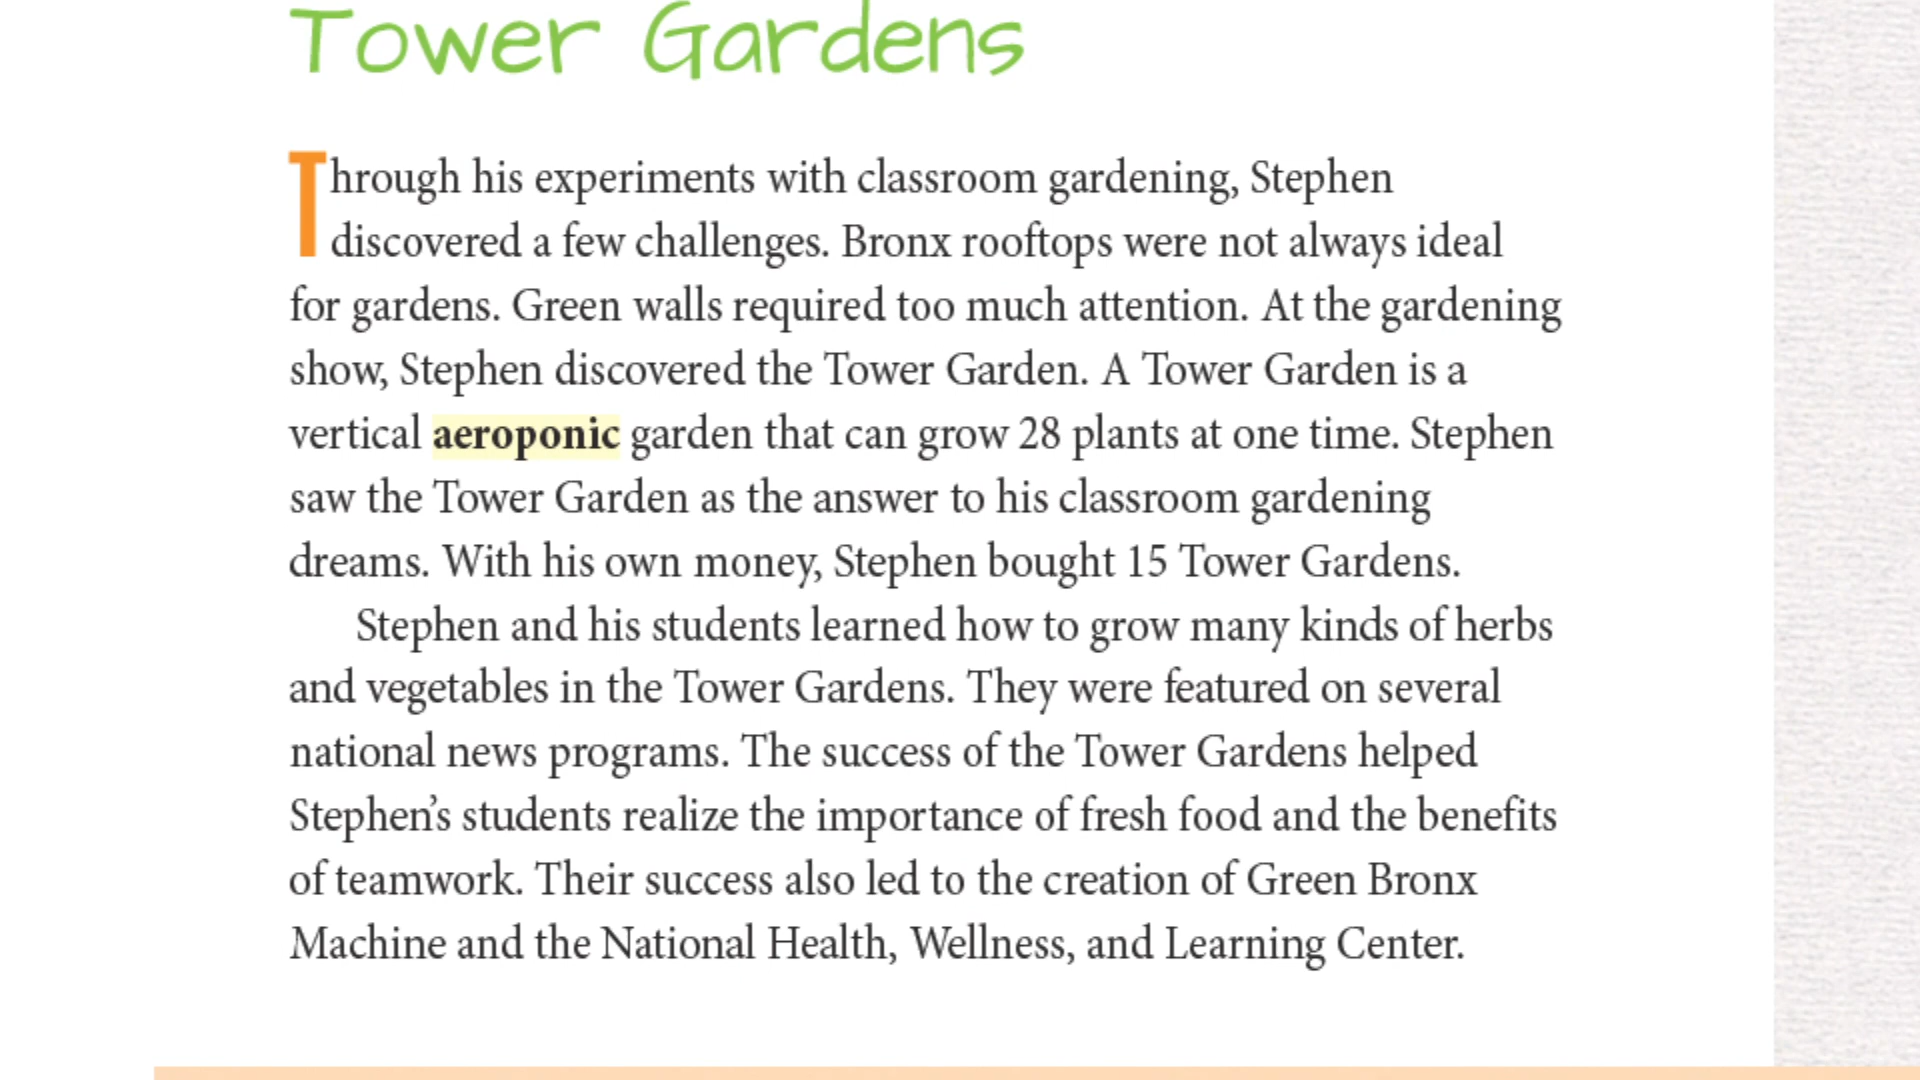 Tower Gardens
Through his experiments with classroom gardening, Stephen
discovered a few challenges. Bronx rooftops were not always ideal
for gardens. Green walls required too much attention. At the gardening
show, Stephen discovered the Tower Garden. A Tower Garden is a
vertical aeroponic garden that can grow 28 plants at one time. Stephen
saw the Tower Garden as the answer to his classroom gardening
dreams. With his own money, Stephen bought 15 Tower Gardens.
Stephen and his students learned how to grow many kinds of herbs
and vegetables in the Tower Gardens. They were featured on several
national news programs. The success of the Tower Gardens helped
Stephen’s students realize the importance of fresh food and the benefits
of teamwork. Their success also led to the creation of Green Bronx
Machine and the National Health, Wellness, and Learning Center.